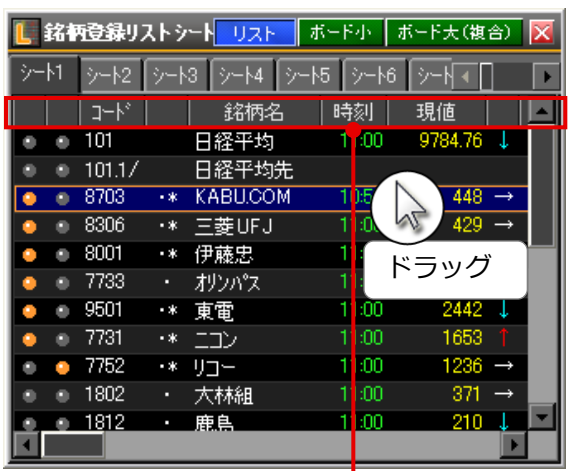 銘柄登録リストシート リスト ボード小 ボード大(複合)
シート1 シート2 シート3 シート4 シート5 シート6 シート
コード 銘柄名 時刻 現値
101 日経平均 11:00 9784.76 ↓
101.1/ 日経平均先
8703 ・* KABU.COM 10:5 448 →
8306 ・* 三菱UFJ 11:0 429 →
8001 ・* 伊藤忠 11:
ドラッグ
7733 ・ オリンパス 11:
9501 ・* 東電 11:00 2442 ↓
7731 ・* ニコン 11:00 1653 ↑
7752 ・* リコー 11:00 1236 →
1802 ・ 大林組 11:00 371 →
1812 ・ 鹿島 11:00 210 ↓